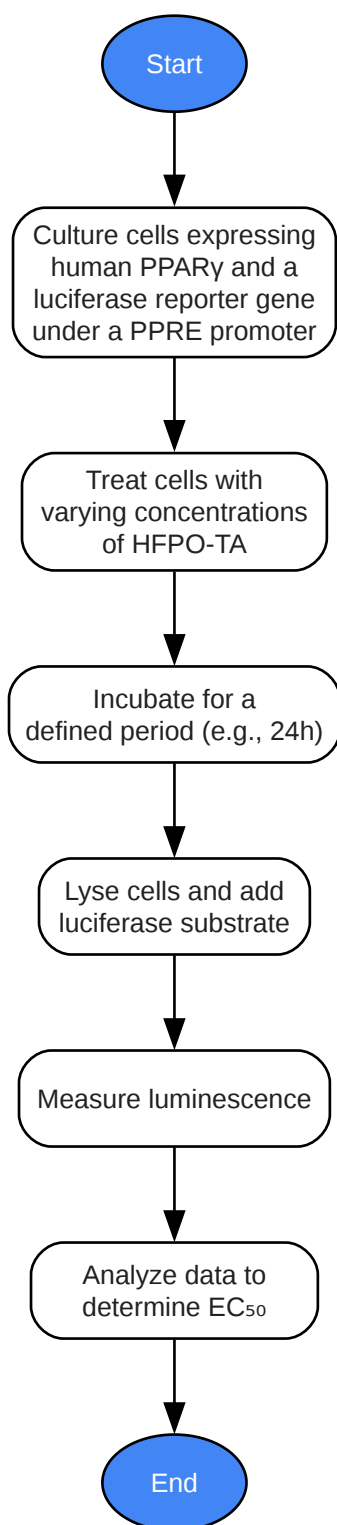 Start
Culture cells expressing
human PPARγ and a
luciferase reporter gene
under a PPRE promoter
Treat cells with
varying concentrations
of HFPO-TA
Incubate for a
defined period (e.g., 24h)
Lyse cells and add
luciferase substrate
Measure luminescence
Analyze data to
determine EC₅₀
End